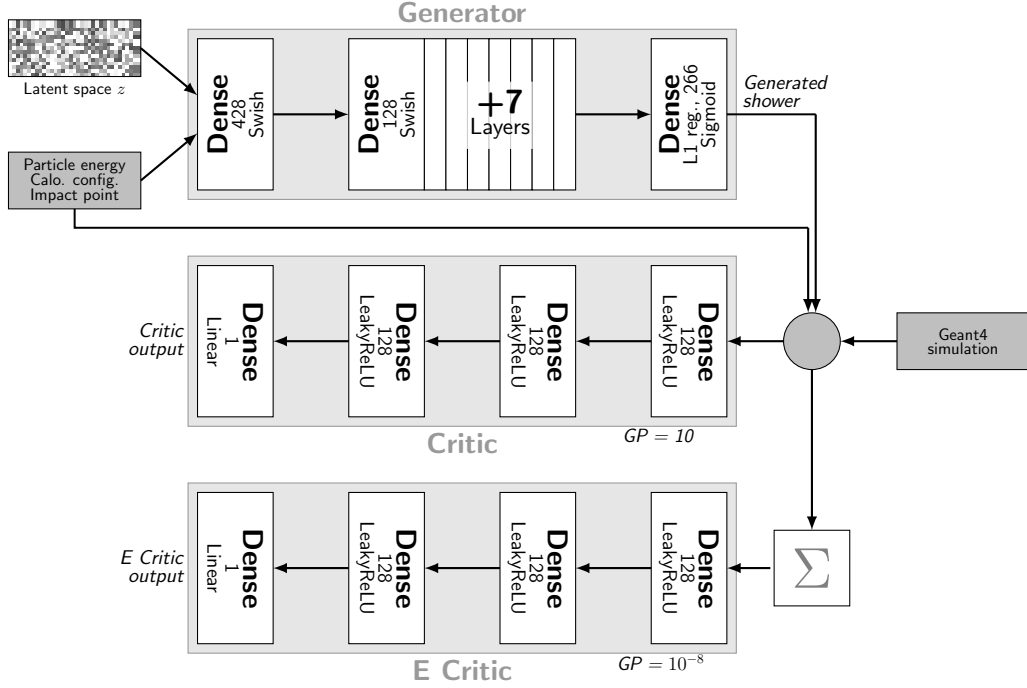 Generator
Latent space z
Particle energy
Calo. config.
Impact point
Dense
428
Swish
Dense
128
Swish
+7
Layers
Dense
L1 reg., 266
Sigmoid
Generated
shower
Critic
output
Dense
1
Linear
Dense
128
LeakyReLU
Dense
128
LeakyReLU
Dense
128
LeakyReLU
Geant4
simulation
Critic
GP = 10
E Critic
output
Dense
1
Linear
Dense
128
LeakyReLU
Dense
128
LeakyReLU
Dense
128
LeakyReLU
Σ
E Critic
GP = 10⁻⁸